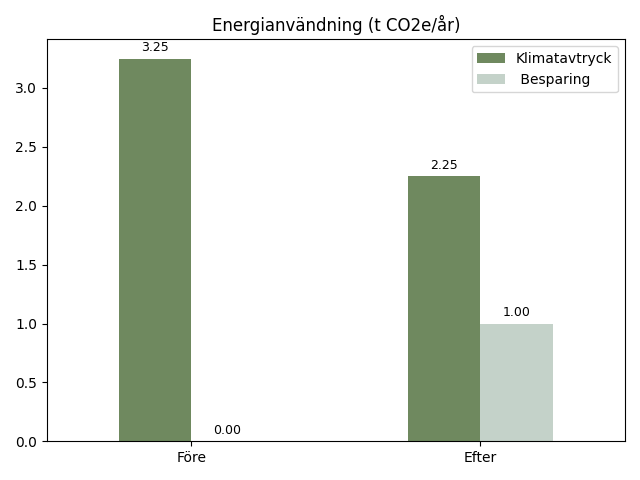 Energianvändning (t CO2e/år)
3.25
Klimatavtryck
Besparing
3.0
2.5
2.25
2.0
1.5
1.00
1.0
0.5
0.00
0.0
Före
Efter